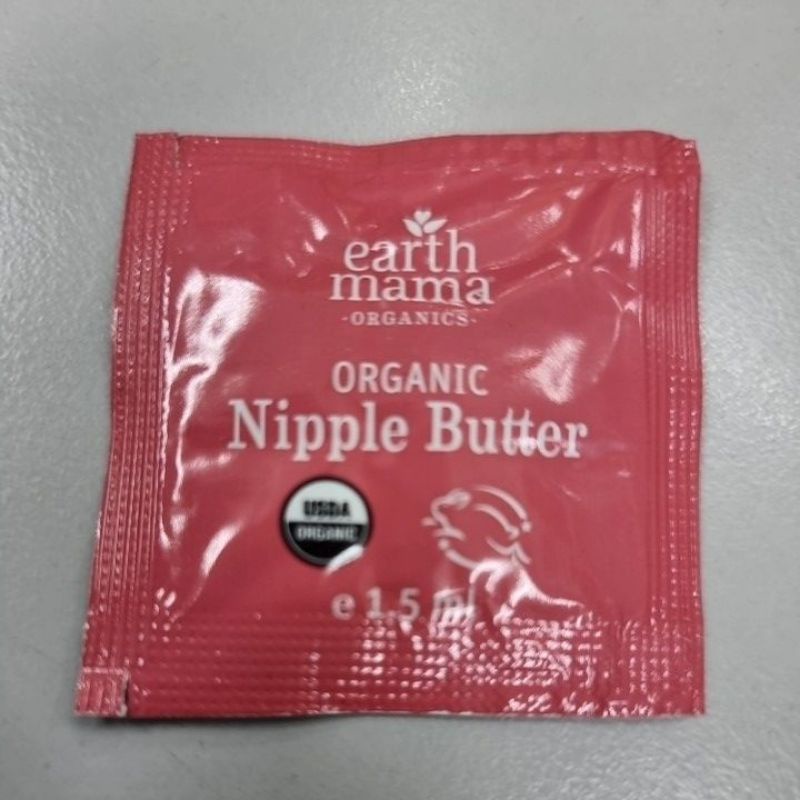 earth
mama
-ORGANICS-
ORGANIC
Nipple Butter
USDA
ORGANIC
e 1.5 ml